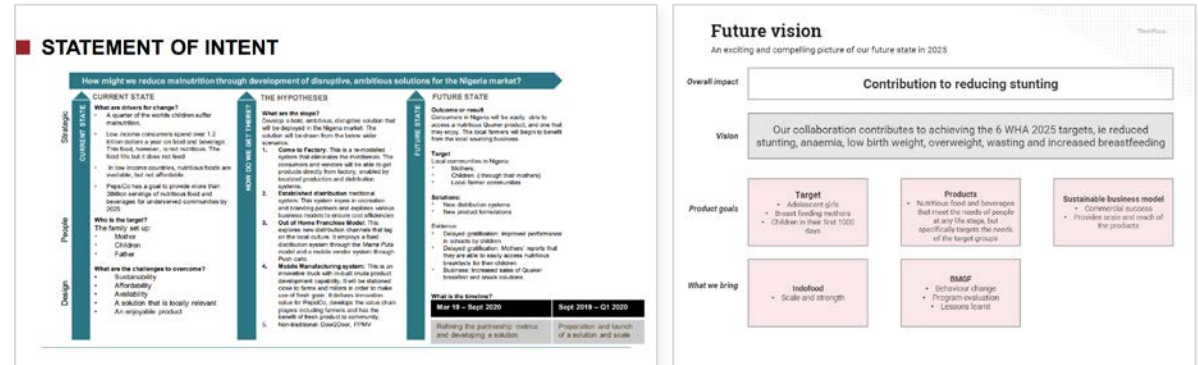 STATEMENT OF INTENT
How might we reduce malnutrition through development of disruptive, ambitious solutions for the Nigeria market?
Strategic
People
Design
CURRENT STATE
CURRENT STATE
What are drivers for change?
• A quarter of the worlds children suffer
malnutrition.
• Low income consumers spend over 1.2
trillion dollars a year on food and beverage.
This food, however, is not nutritious. The
food fills but it does not feed
• In low income countries, nutritious foods are
available, but not affordable.
• PepsiCo has a goal to provide more than
3Billion servings of nutritious food and
beverages for underserved communities by
2025
Who is the target?
The family set up:
• Mother
• Children
• Father
What are the challenges to overcome?
• Sustainability
• Affordability
• Availability
• A solution that is locally relevant
• An enjoyable product
HOW DO WE GET THERE?
THE HYPOTHESES
What are the steps?
Develop a bold, ambitious, disruptive solution that
will be deployed in the Nigeria market. The
solution will be drawn from the below wider
scenarios.
1. Come to Factory: This is a re-modelled
system that eliminates the middleman. The
consumers and vendors will be able to get
products directly from factory, enabled by
localized production and distribution
systems.
2. Established distribution traditional
system: This system ropes in cocreation
and branding partners and explores various
business models to ensure cost efficiencies
3. Out of Home Franchise Model: This
explores new distribution channels that tag
on the local culture. It employs a food
distribution system through the Mama Puts
model and a mobile vendor system through
Push carts.
4. Mobile Manufacturing system: This is an
innovative truck with in-built crude product
development capability. It will be stationed
close to farms and millers in order to make
use of fresh grain. It delivers innovation
value for PepsiCo, develops the value chain
players including farmers and has the
benefit of fresh product to community.
5. Non-traditional: Door2Door, PPMV
FUTURE STATE
FUTURE STATE
Outcome or result
Consumers in Nigeria will be easily able to
access a nutritious Quaker product, and one that
they enjoy. The local farmers will begin to benefit
from the local sourcing business.
Target
Local communities in Nigeria
• Mothers
• Children ( through their mothers)
• Local farmer communities
Solutions:
• New distribution systems
• New product formulations
Evidence:
• Delayed gratification: improved performance
in schools by children
• Delayed gratification: Mothers' reports that
they are able to easily access nutritious
breakfasts for their children
• Business: Increased sales of Quaker
breakfast and snack solutions
What is the timeline?
Mar 19 – Sept 2020
Sept 2019 – Q1 2020
Refining the partnership metrics
and developing a solution
Preparation and launch
of a solution and scale
Future vision
An exciting and compelling picture of our future state in 2025
ThinkPlace
Overall impact
Contribution to reducing stunting
Vision
Our collaboration contributes to achieving the 6 WHA 2025 targets, ie reduced
stunting, anaemia, low birth weight, overweight, wasting and increased breastfeeding
Product goals
Target
• Adolescent girls
• Breast feeding mothers
• Children in their first 1000
days
Products
• Nutritious food and beverages
that meet the needs of people
at any life stage, but
specifically targets the needs
of the target groups
Sustainable business model
• Commercial success
• Provides scale and reach of
the products
What we bring
Indofood
• Scale and strength
BMGF
• Behaviour change
• Program evaluation
• Lessons learnt